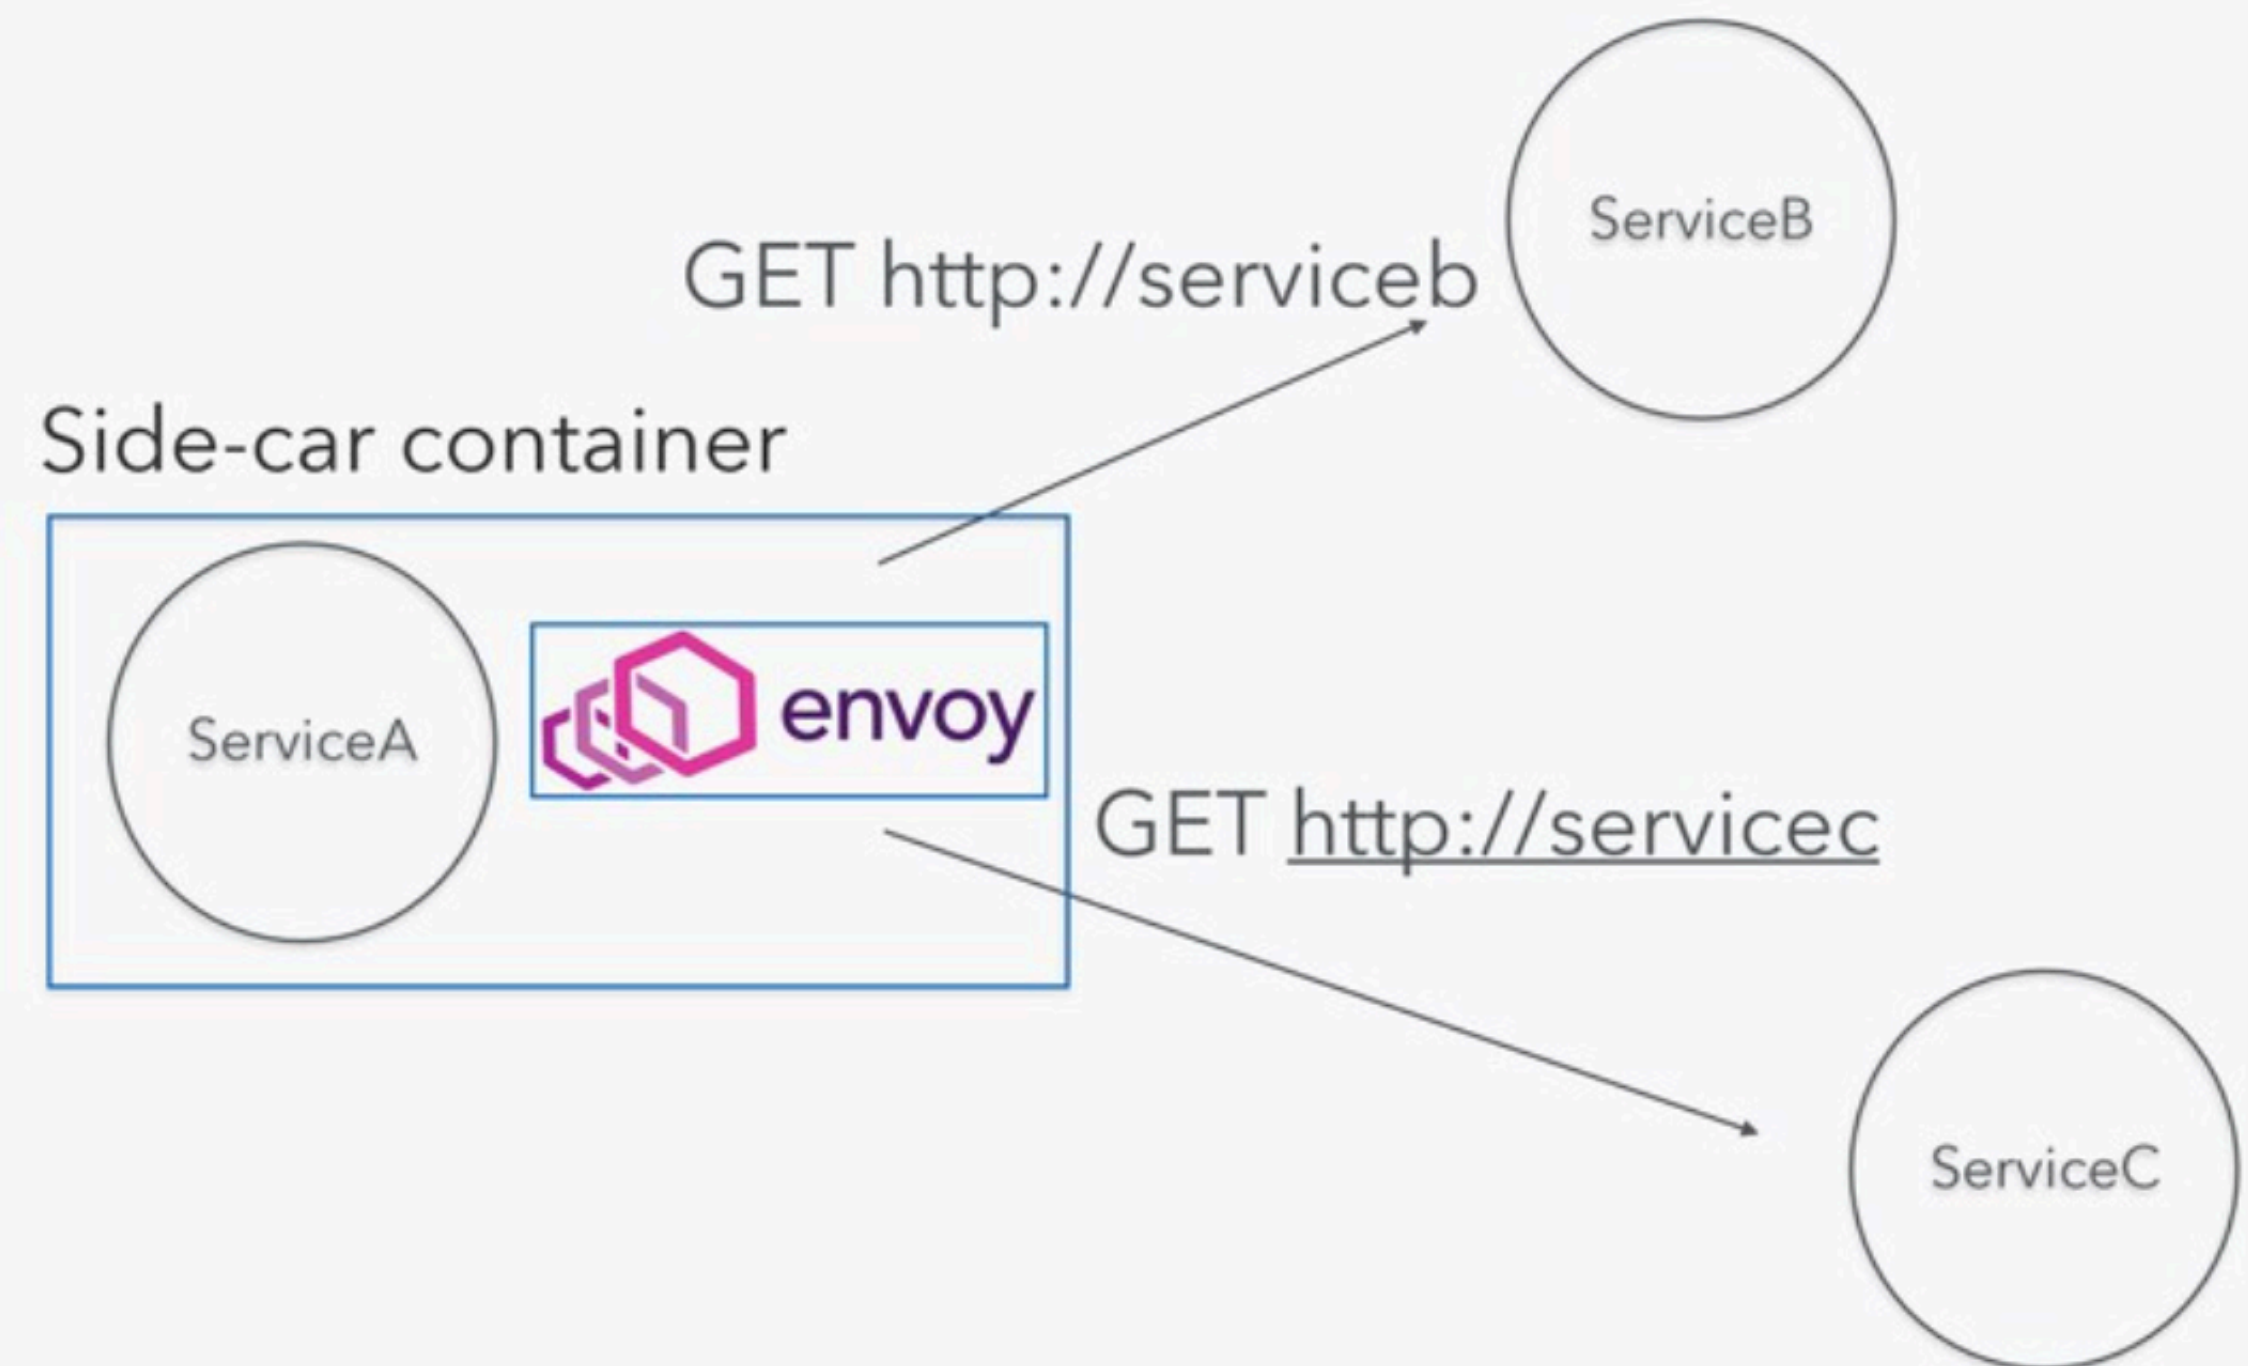 ServiceB
GET http://serviceb
Side-car container
envoy
ServiceA
GET http://servicec
ServiceC